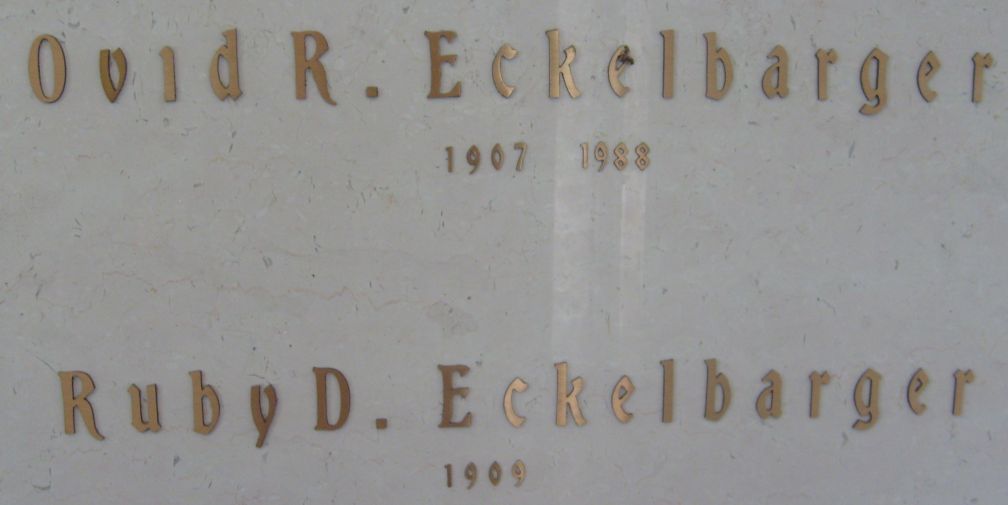 Ovid R. Eckelbarger
1907 1988
Ruby D. Eckelbarger
1909